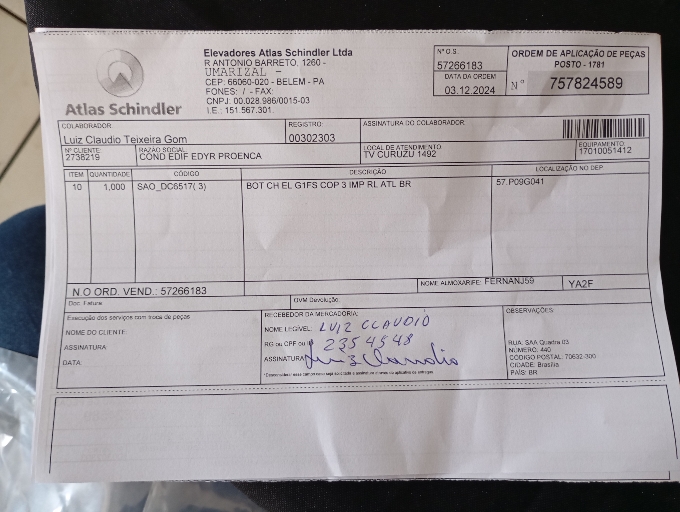 Atlas Schindler
Elevadores Atlas Schindler Ltda
R ANTONIO BARRETO, 1260 -
UMARIZAL -
CEP: 66060-020 - BELEM - PA
FONES: / - FAX:
CNPJ: 00.028.986/0015-03
I.E.: 151.567.301.
Nº O.S.
57266183
DATA DA ORDEM
03.12.2024
ORDEM DE APLICAÇÃO DE PEÇAS
POSTO - 1781
Nº 757824589
COLABORADOR:
Luiz Claudio Teixeira Gom
REGISTRO:
00302303
ASSINATURA DO COLABORADOR:
Nº CLIENTE:
2738219
RAZÃO SOCIAL
COND EDIF EDYR PROENCA
LOCAL DE ATENDIMENTO
TV CURUZU 1492
EQUIPAMENTO:
17010051412
ITEM QUANTIDADE CÓDIGO DESCRIÇÃO LOCALIZAÇÃO NO DEP
10 1,000 SAO_DC6517( 3) BOT CH EL G1FS COP 3 IMP RL ATL BR 57.P09G041
N.O ORD. VEND.: 57266183
NOME ALMOXARIFE: FERNANJ59
YA2F
Doc. Fatura:
OVM Devolução:
Execução dos serviços com troca de peças
NOME DO CLIENTE:
ASSINATURA:
DATA:
RECEBEDOR DA MERCADORIA:
NOME LEGÍVEL: LUIZ CLAUDIO
RG ou CPF ou 2354548
ASSINATURA: Luiz Claudio
OBSERVAÇÕES:
RUA: SAA Quadra 03
NÚMERO: 440
CÓDIGO POSTAL: 70632-300
CIDADE: Brasília
PAÍS: BR